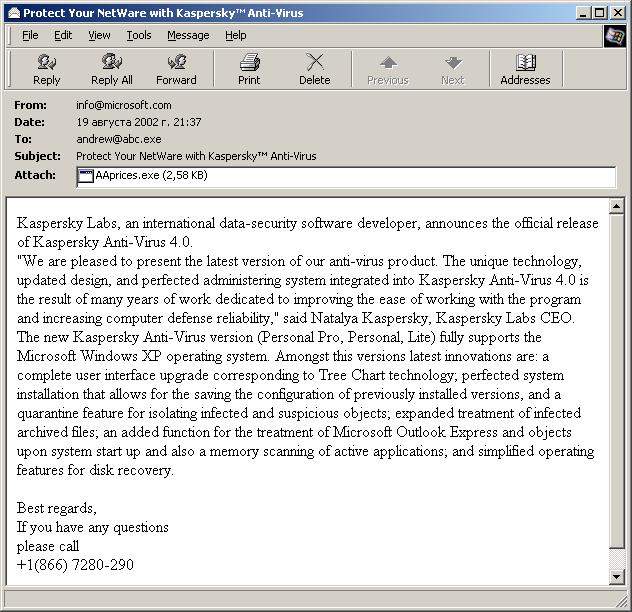 Protect Your NetWare with Kaspersky™ Anti-Virus
File Edit View Tools Message Help
Reply Reply All Forward Print Delete Previous Next Addresses
From: info@microsoft.com
Date: 19 августа 2002 г. 21:37
To: andrew@abc.exe
Subject: Protect Your NetWare with Kaspersky™ Anti-Virus
Attach: AAprices.exe (2,58 KB)
Kaspersky Labs, an international data-security software developer, announces the official release
of Kaspersky Anti-Virus 4.0.
"We are pleased to present the latest version of our anti-virus product. The unique technology,
updated design, and perfected administering system integrated into Kaspersky Anti-Virus 4.0 is
the result of many years of work dedicated to improving the ease of working with the program
and increasing computer defense reliability," said Natalya Kaspersky, Kaspersky Labs CEO.
The new Kaspersky Anti-Virus version (Personal Pro, Personal, Lite) fully supports the
Microsoft Windows XP operating system. Amongst this versions latest innovations are: a
complete user interface upgrade corresponding to Tree Chart technology; perfected system
installation that allows for the saving the configuration of previously installed versions, and a
quarantine feature for isolating infected and suspicious objects; expanded treatment of infected
archived files; an added function for the treatment of Microsoft Outlook Express and objects
upon system start up and also a memory scanning of active applications; and simplified operating
features for disk recovery.
Best regards,
If you have any questions
please call
+1(866) 7280-290